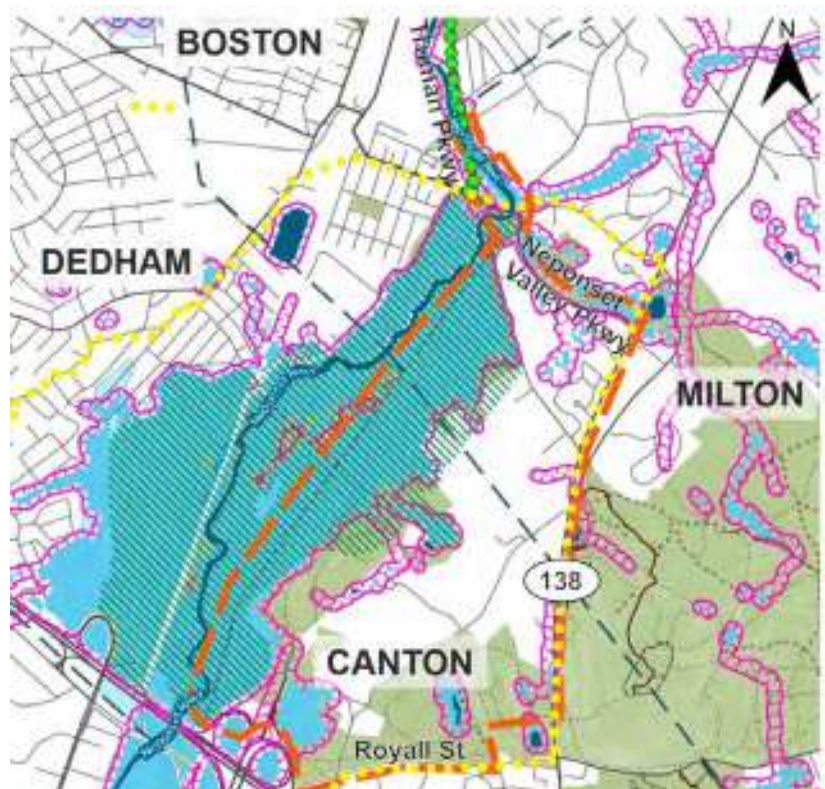 BOSTON
N
Truman Pkwy
DEDHAM
Neponset
Valley Pkwy
MILTON
138
CANTON
Royall St